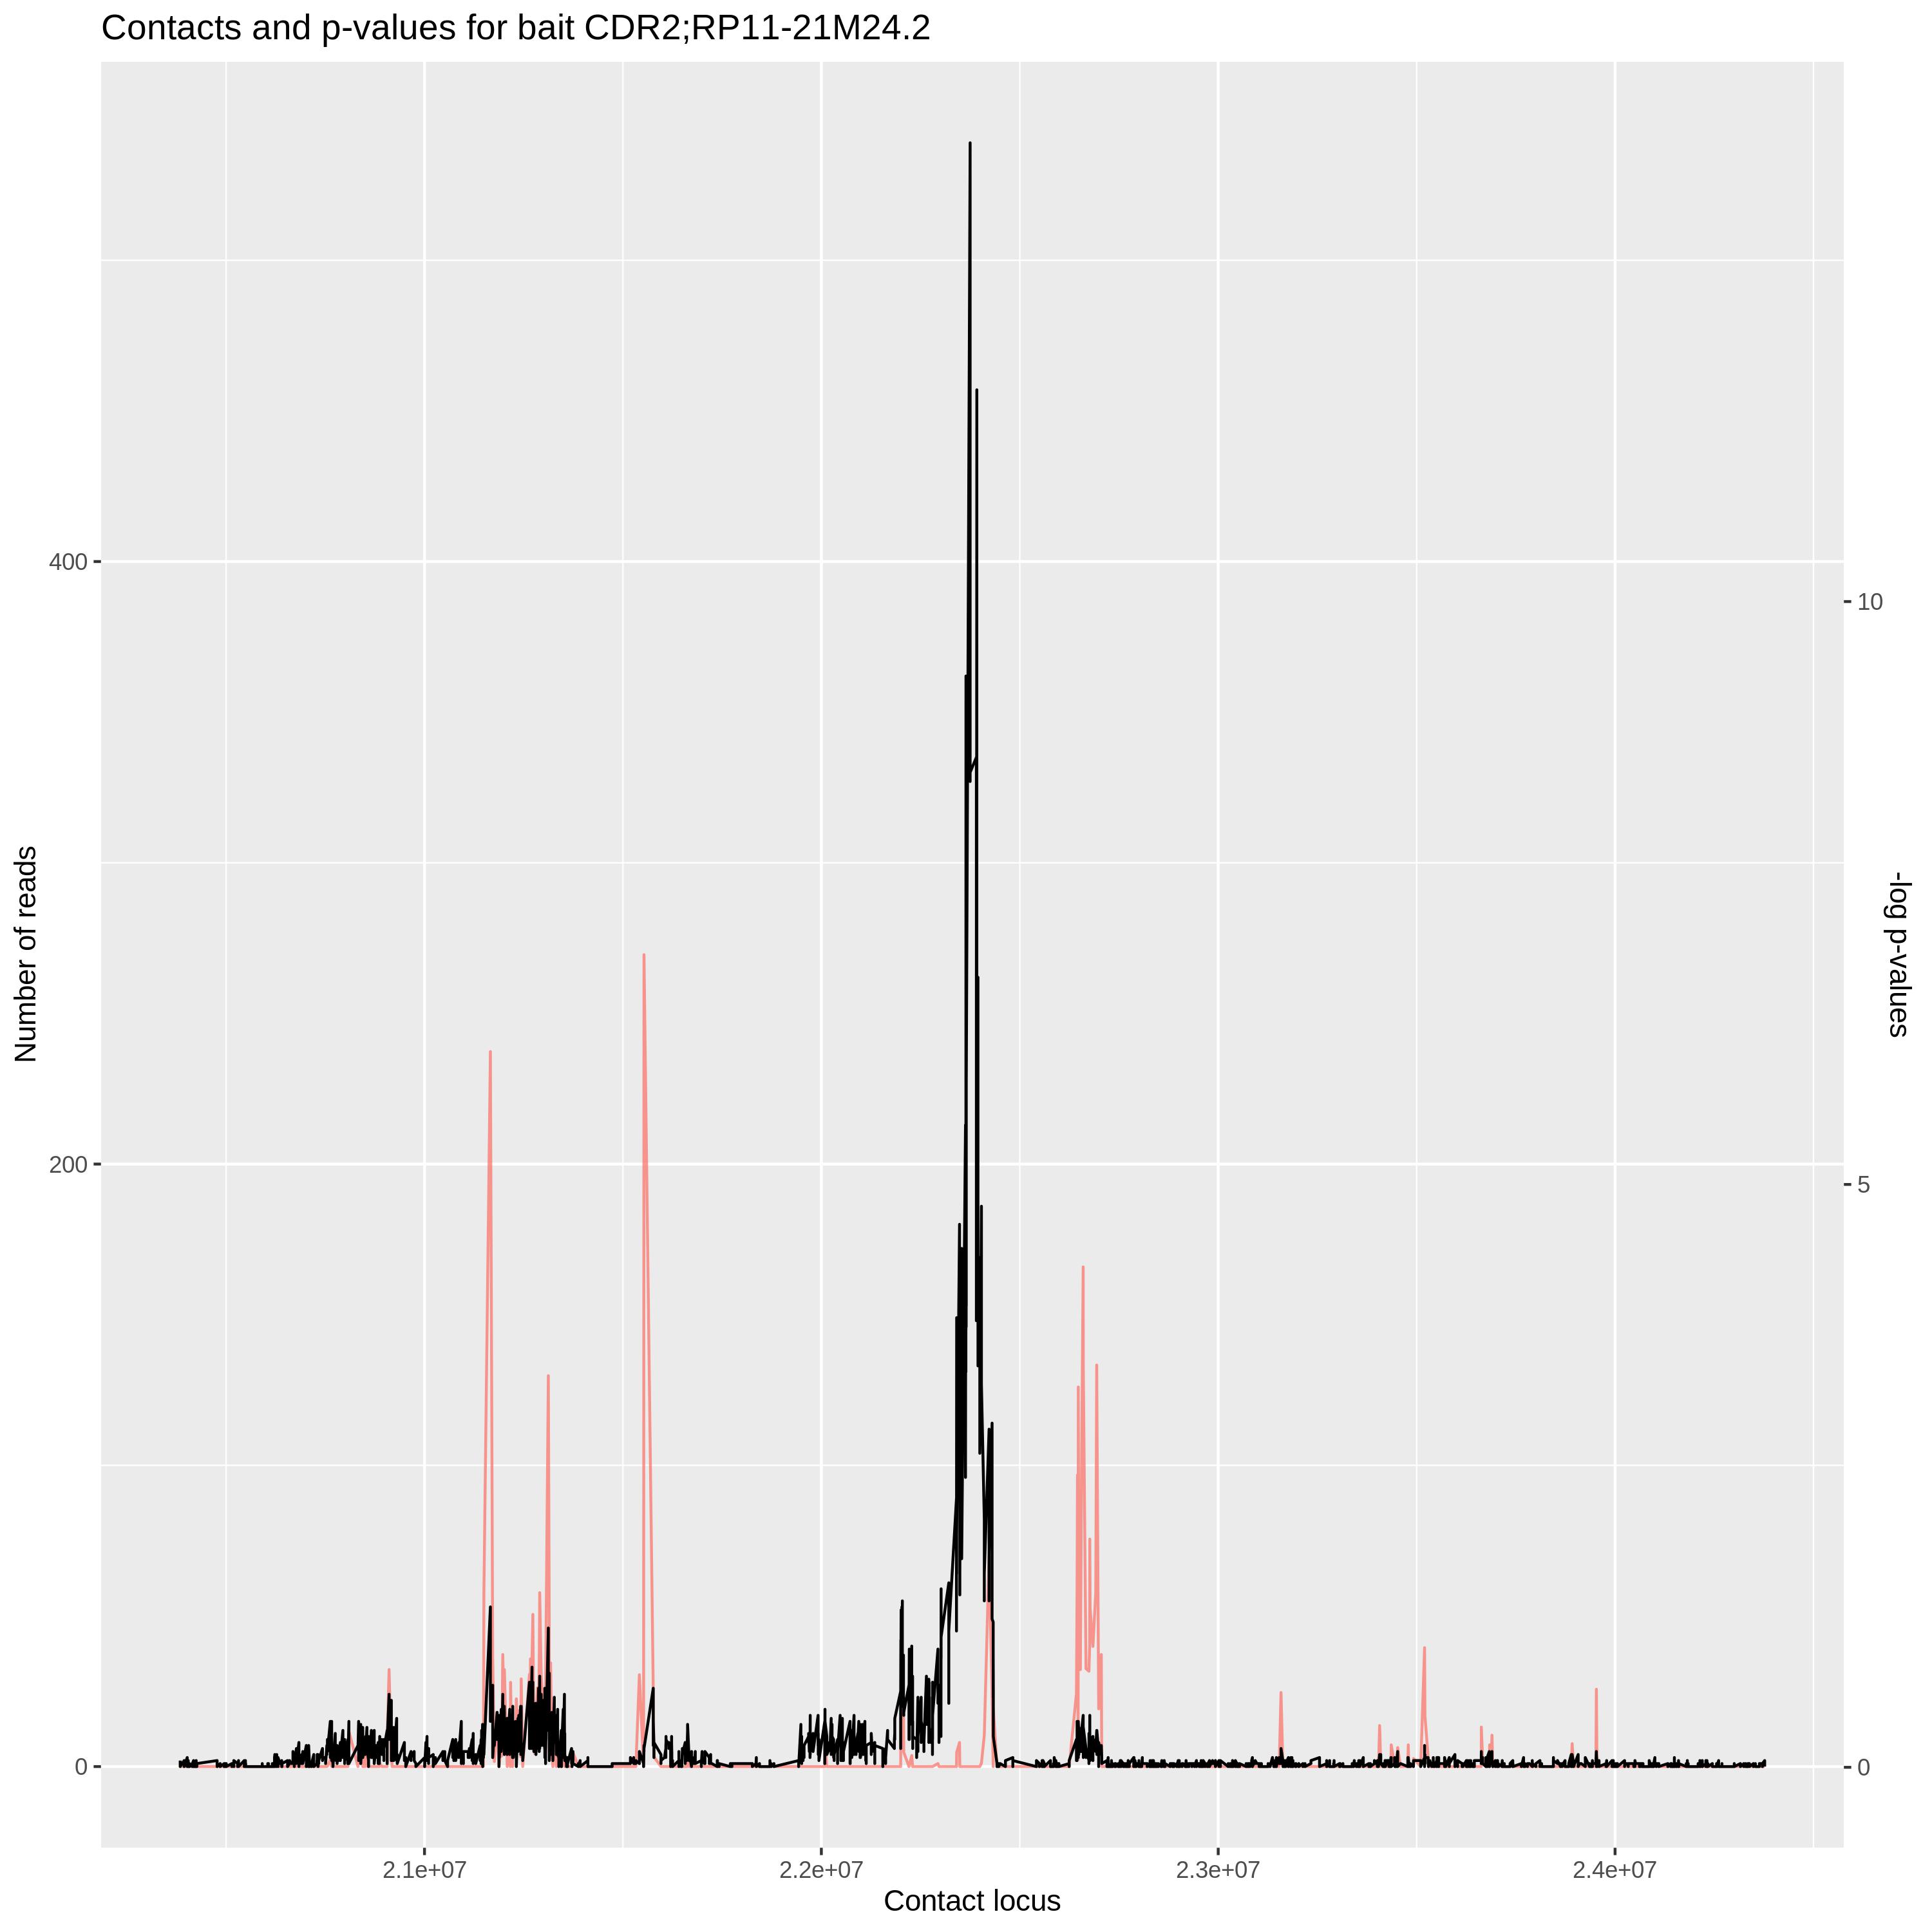 Contacts and p-values for bait CDR2;RP11-21M24.2
Number of reads
400
200
0
10
5
0
-log p-values
2.1e+07 2.2e+07 2.3e+07 2.4e+07
Contact locus